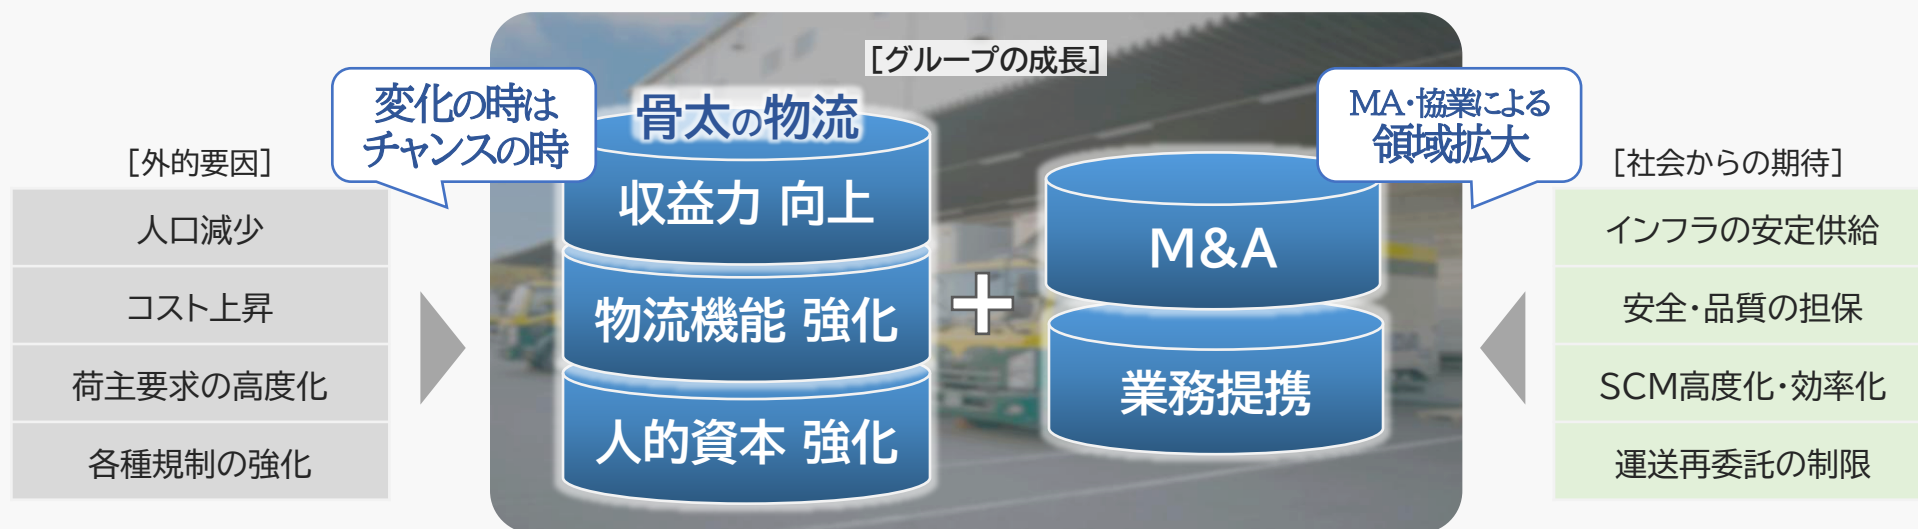 [グループの成長]
変化の時は
チャンスの時
骨太の物流
MA・協業による
領域拡大
[外的要因]
人口減少
コスト上昇
荷主要求の高度化
各種規制の強化
収益力 向上
物流機能 強化
人的資本 強化
+
M&A
業務提携
[社会からの期待]
インフラの安定供給
安全・品質の担保
SCM高度化・効率化
運送再委託の制限